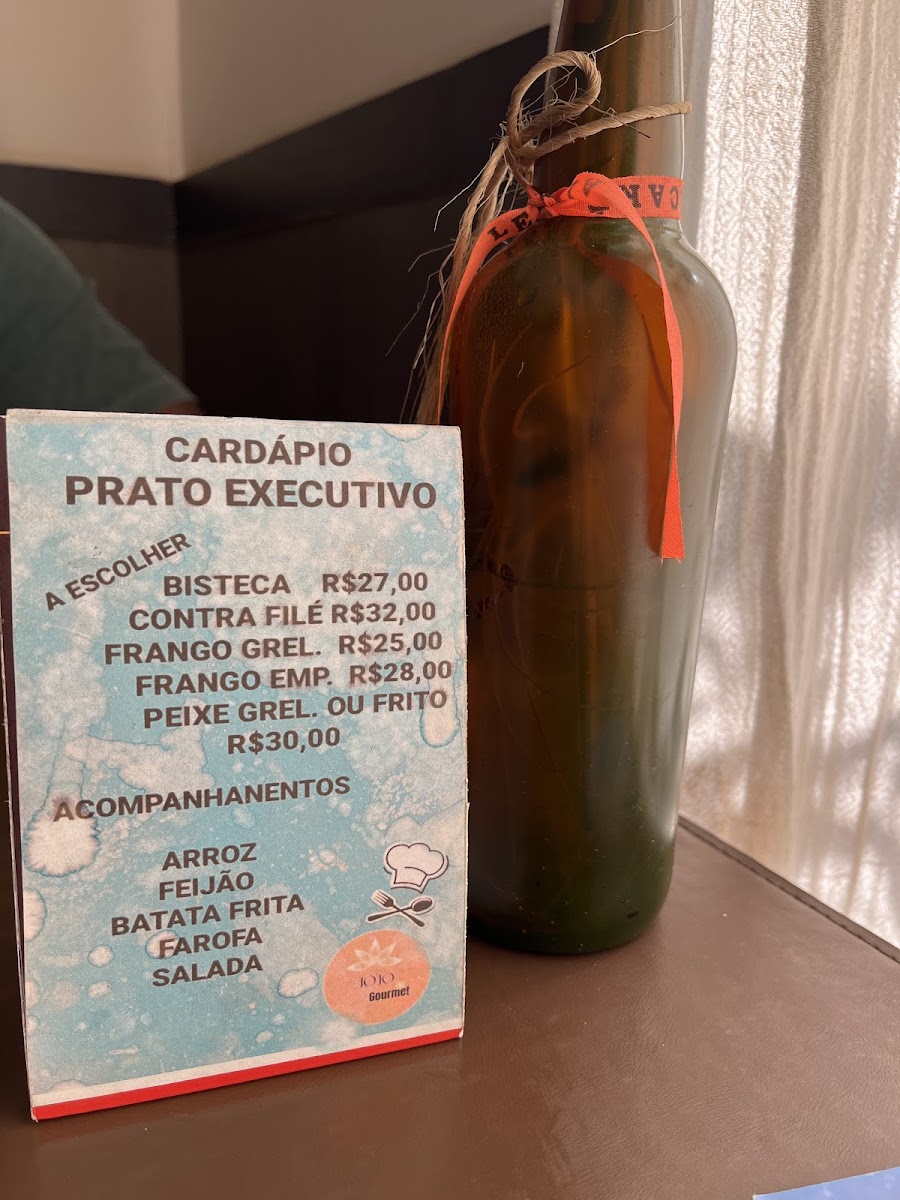 CARDÁPIO
PRATO EXECUTIVO
A ESCOLHER
BISTECA R$27,00
CONTRA FILÉ R$32,00
FRANGO GREL. R$25,00
FRANGO EMP. R$28,00
PEIXE GREL. OU FRITO
R$30,00
ACOMPANHANENTOS
ARROZ
FEIJÃO
BATATA FRITA
FAROFA
SALADA
JOJO
Gourmet